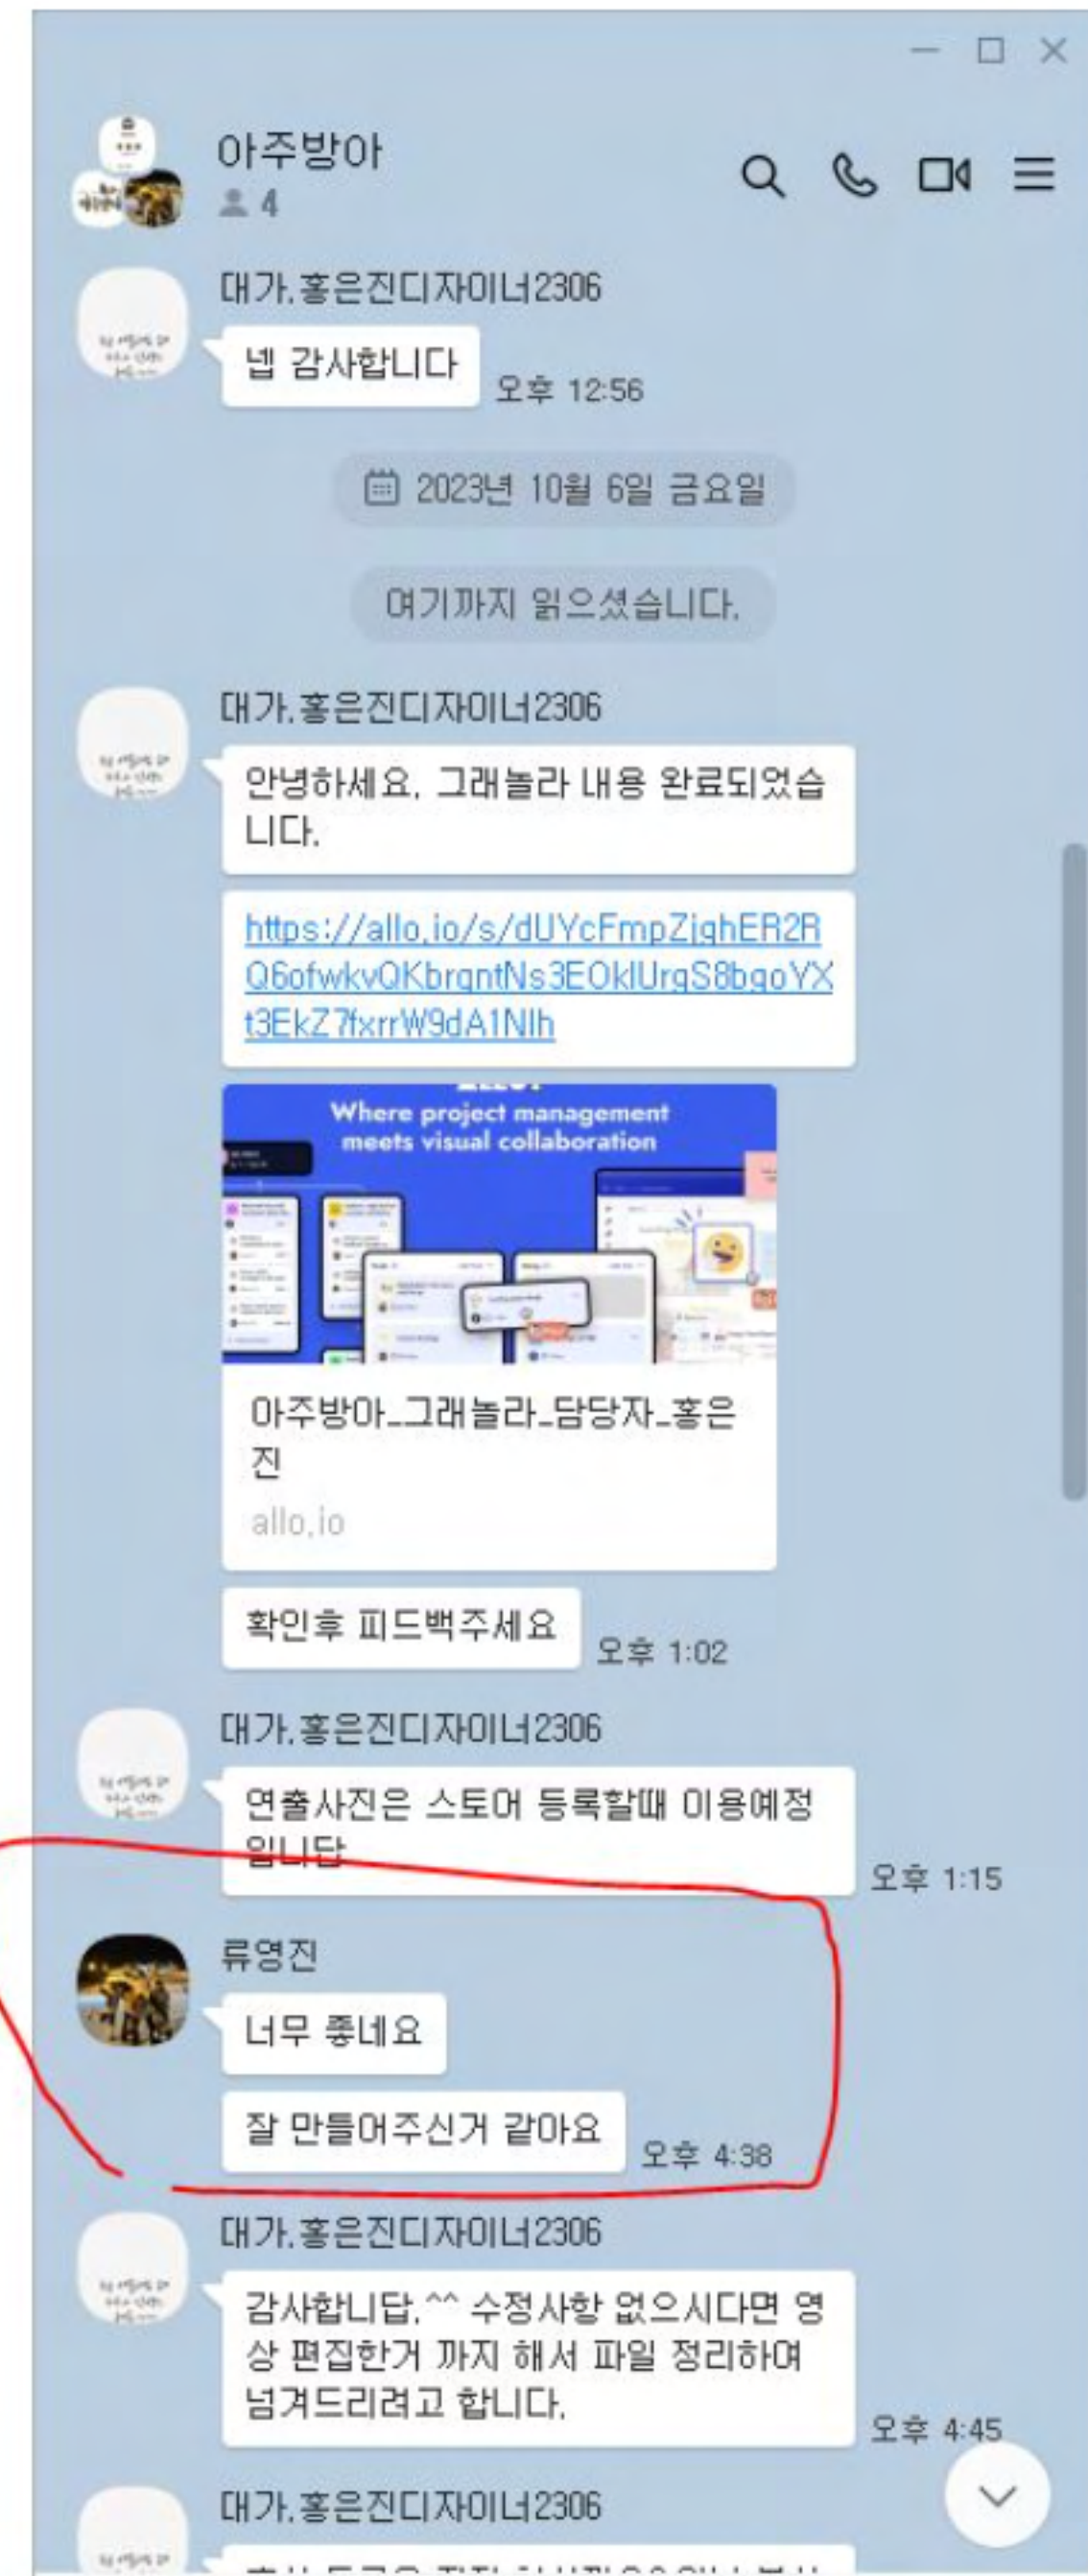 아주방아
4
대가.홍은진디자이너2306
넵 감사합니다
오후 12:56
2023년 10월 6일 금요일
여기까지 읽으셨습니다.
대가.홍은진디자이너2306
안녕하세요. 그래놀라 내용 완료되었습
니다.
https://allo.io/s/dUYcFmpZjghER2R
Q6ofwkvQKbrqntNs3EOklUrgS8bgoYX
t3EkZ7fxrrW9dA1Nlh
Where project management
meets visual collaboration
아주방아_그래놀라_담당자_홍은
진
allo.io
확인후 피드백주세요
오후 1:02
대가.홍은진디자이너2306
연출사진은 스토어 등록할때 이용예정
입니답
오후 1:15
류영진
너무 좋네요
잘 만들어주신거 같아요
오후 4:38
대가.홍은진디자이너2306
감사합니답.^^ 수정사항 없으시다면 영
상 편집한거 까지 해서 파일 정리하여
넘겨드리려고 합니다.
오후 4:45
대가.홍은진디자이너2306